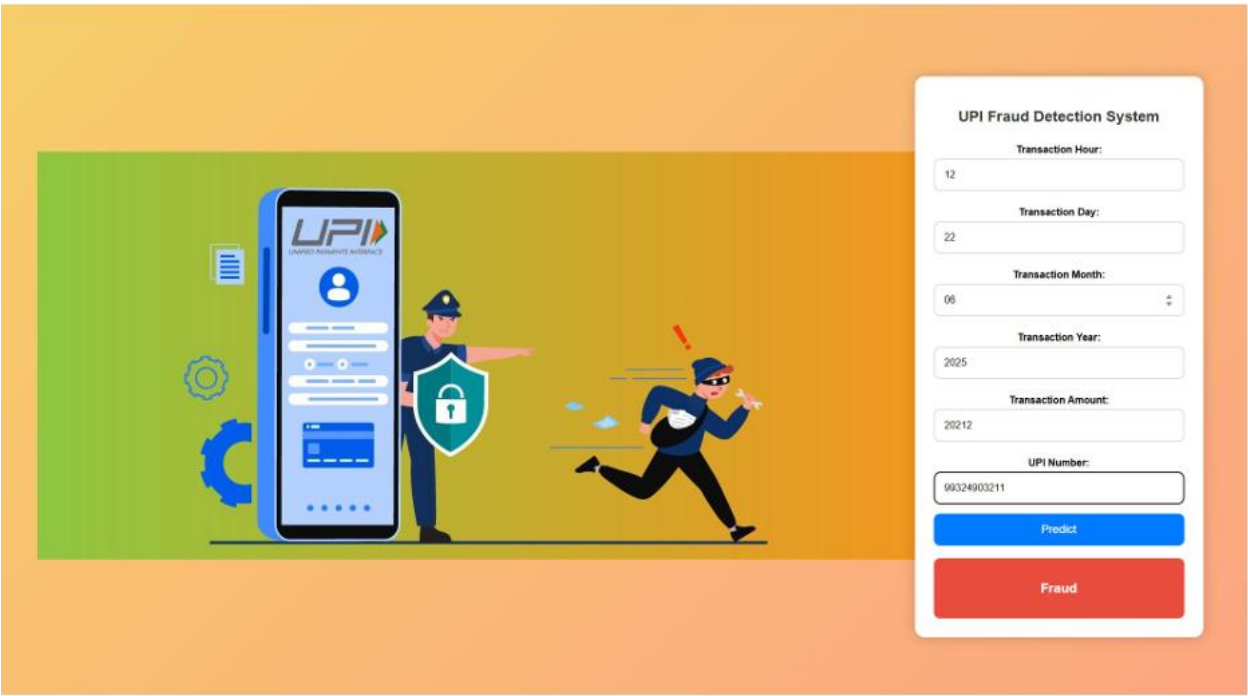 UPI
UNIFIED PAYMENTS INTERFACE
UPI Fraud Detection System
Transaction Hour:
12
Transaction Day:
22
Transaction Month:
06
Transaction Year:
2025
Transaction Amount:
20212
UPI Number:
99324903211
Predict
Fraud